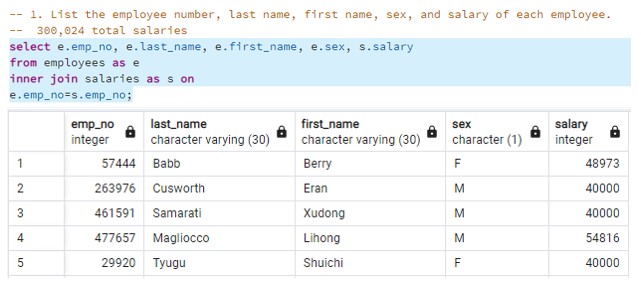 -- 1. List the employee number, last name, first name, sex, and salary of each employee.
--  300,024 total salaries
select e.emp_no, e.last_name, e.first_name, e.sex, s.salary
from employees as e
inner join salaries as s on
e.emp_no=s.emp_no;
emp_no last_name first_name sex salary
integer character varying (30) character varying (30) character (1) integer
1 57444 Babb Berry F 48973
2 263976 Cusworth Eran M 40000
3 461591 Samarati Xudong M 40000
4 477657 Magliocco Lihong M 54816
5 29920 Tyugu Shuichi F 40000